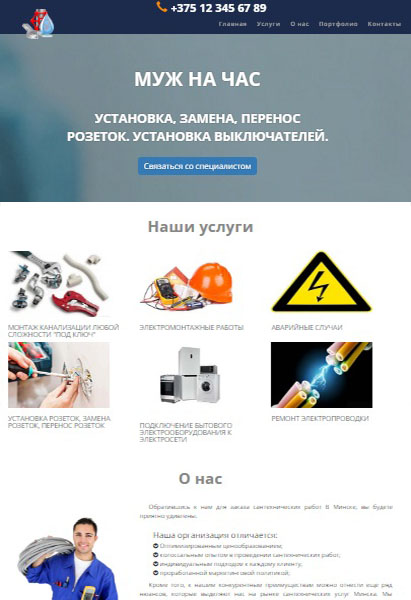 +375 12 345 67 89
Главная Услуги О нас Портфолио Контакты
МУЖ НА ЧАС
УСТАНОВКА, ЗАМЕНА, ПЕРЕНОС
РОЗЕТОК. УСТАНОВКА ВЫКЛЮЧАТЕЛЕЙ.
Связаться со специалистом
Наши услуги
МОНТАЖ КАНАЛИЗАЦИИ ЛЮБОЙ
СЛОЖНОСТИ "ПОД КЛЮЧ"
ЭЛЕКТРОМОНТАЖНЫЕ РАБОТЫ
АВАРИЙНЫЕ СЛУЧАИ
УСТАНОВКА РОЗЕТОК, ЗАМЕНА
РОЗЕТОК, ПЕРЕНОС РОЗЕТОК
ПОДКЛЮЧЕНИЕ БЫТОВОГО
ЭЛЕКТРООБОРУДОВАНИЯ К
ЭЛЕКТРОСЕТИ
РЕМОНТ ЭЛЕКТРОПРОВОДКИ
О нас
Обратившись к нам для заказа сантехнических работ В Минске, вы будете
приятно удивлены.
Наша организация отличается:
Оптимизированным ценообразованием;
колоссальным опытом в проведении сантехнических работ;
индивидуальным подходом к каждому клиенту;
проработанной маркетинговой политикой;
Кроме того, к нашим конкурентным преимуществам можно отнести еще ряд
нюансов, которые выделяют нас на рынке сантехнических услуг Минска. Мы